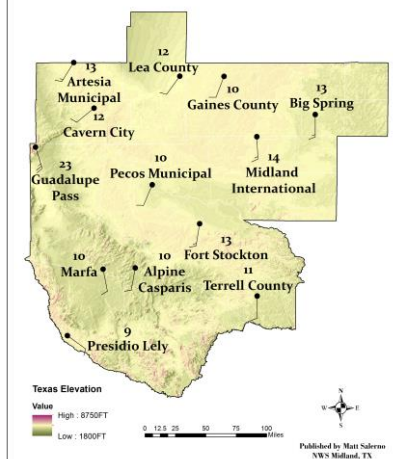 12
Lea County
13
Artesia
Municipal
10
Gaines County
13
Big Spring
12
Cavern City
23
Guadalupe
Pass
10
Pecos Municipal
14
Midland
International
13
Fort Stockton
10
Marfa
10
Alpine
Casparis
11
Terrell County
9
Presidio Lely
Texas Elevation
Value
High : 8750FT
Low : 1800FT
0 12.5 25 50 75 100
Miles
N
W E
S
Published by Matt Salerno
NWS Midland, TX